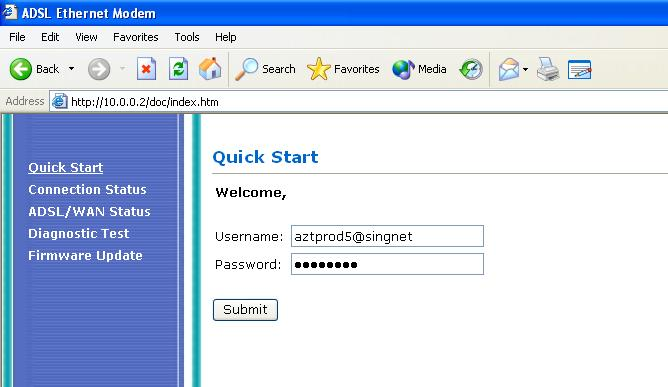 ADSL Ethernet Modem
File Edit View Favorites Tools Help
Back Search Favorites Media
Address http://10.0.0.2/doc/index.htm
Quick Start
Connection Status
ADSL/WAN Status
Diagnostic Test
Firmware Update
Quick Start
Welcome,
Username: aztprod5@singnet
Password: ●●●●●●●●
Submit